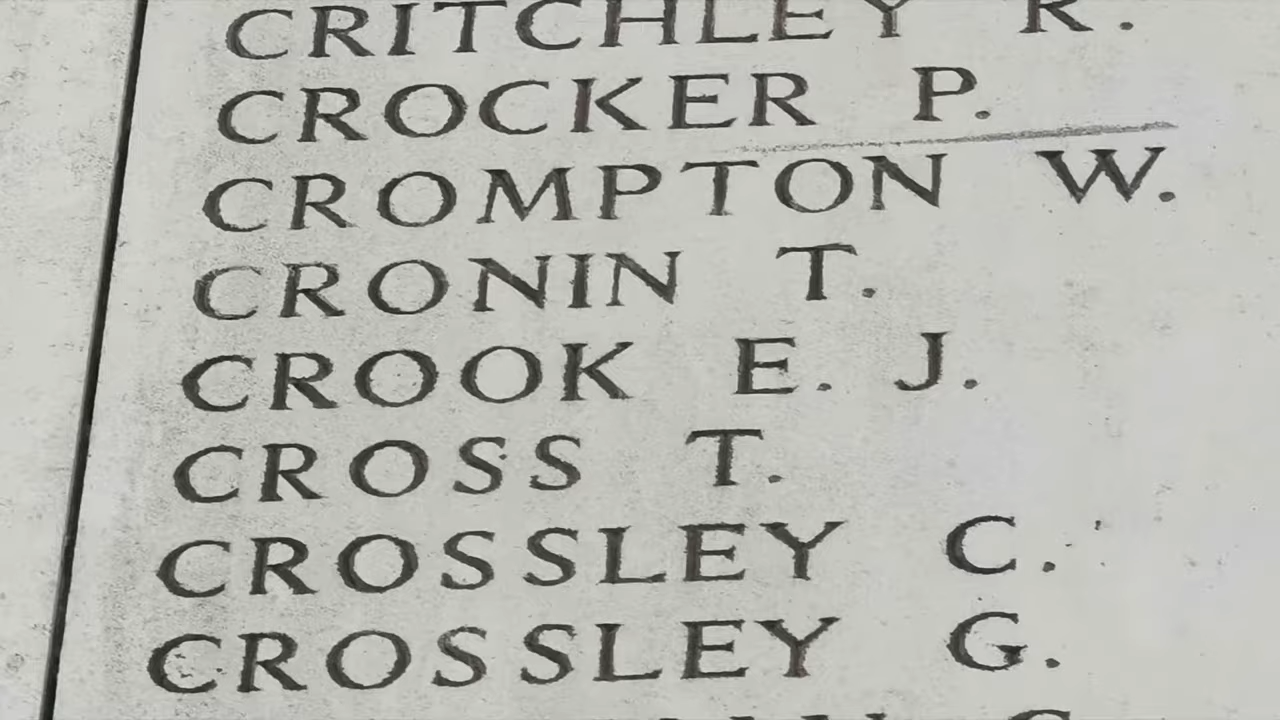 CRITCHLEY R.
CROCKER P.
CROMPTON W.
CRONIN T.
CROOK E. J.
CROSS T.
CROSSLEY C.
CROSSLEY G.